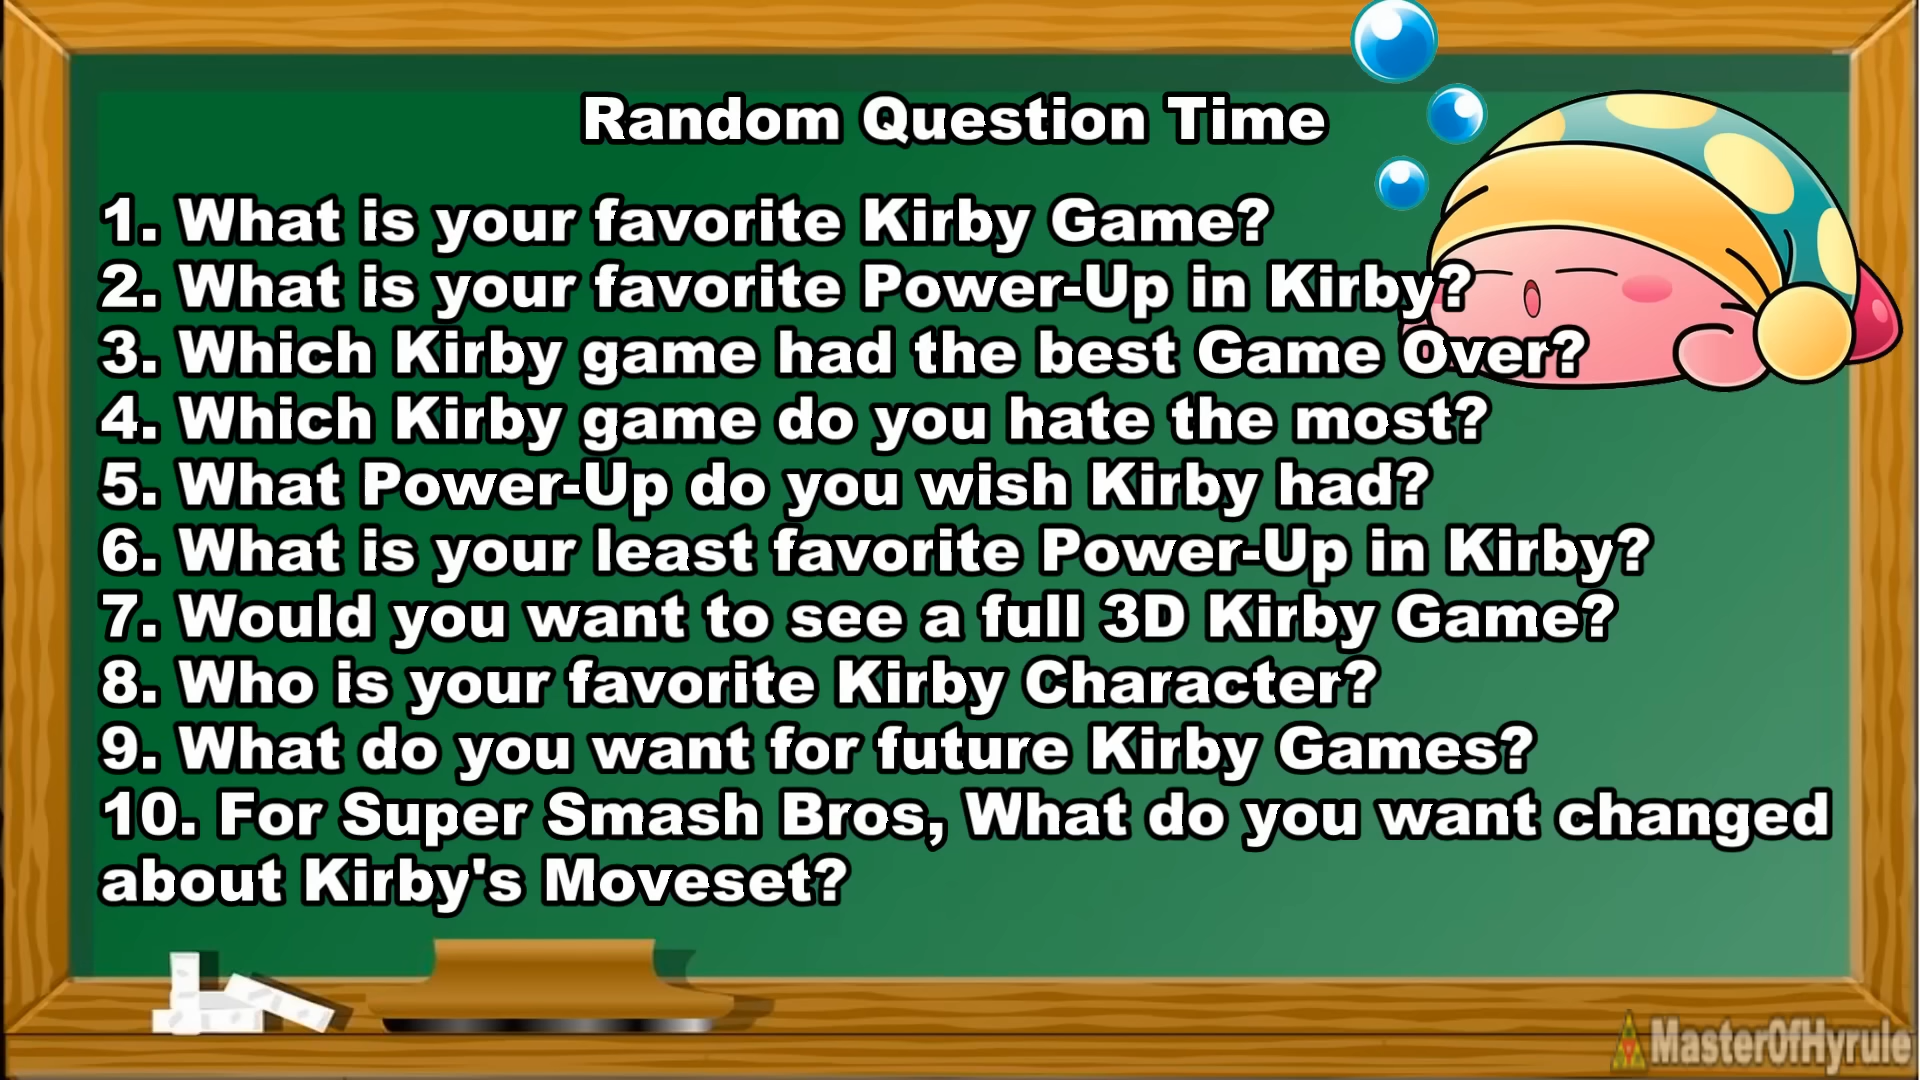 Random Question Time
1. What is your favorite Kirby Game?
2. What is your favorite Power-Up in Kirby?
3. Which Kirby game had the best Game Over?
4. Which Kirby game do you hate the most?
5. What Power-Up do you wish Kirby had?
6. What is your least favorite Power-Up in Kirby?
7. Would you want to see a full 3D Kirby Game?
8. Who is your favorite Kirby Character?
9. What do you want for future Kirby Games?
10. For Super Smash Bros, What do you want changed
about Kirby's Moveset?
MasterOfHyrule